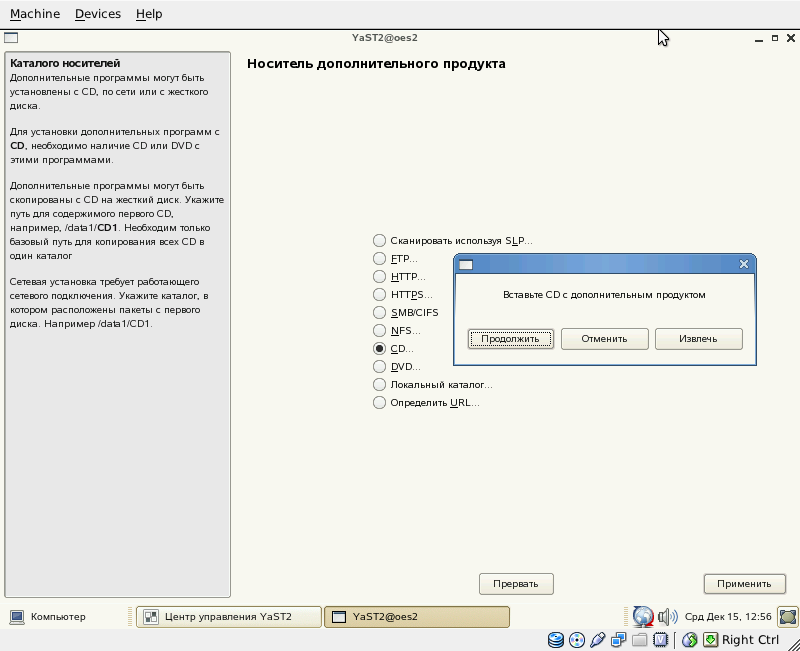 Machine Devices Help
YaST2@oes2
Каталого носителей
Дополнительные программы могут быть
установлены с CD, по сети или с жесткого
диска.
Для установки дополнительных программ с
CD, необходимо наличие CD или DVD с
этими программами.
Дополнительные программы могут быть
скопированы с CD на жесткий диск. Укажите
путь для содержимого первого CD,
например, /data1/CD1. Необходим только
базовый путь для копирования всех CD в
один каталог
Сетевая установка требует работающего
сетевого подключения. Укажите каталог, в
котором расположены пакеты с первого
диска. Например /data1/CD1.
Носитель дополнительного продукта
Сканировать используя SLP...
FTP...
HTTP...
HTTPS...
SMB/CIFS
NFS...
CD...
DVD...
Локальный каталог...
Определить URL...
Вставьте CD с дополнительным продуктом
Продолжить Отменить Извлечь
Прервать Применить
Компьютер Центр управления YaST2 YaST2@oes2 Срд Дек 15, 12:56
Right Ctrl